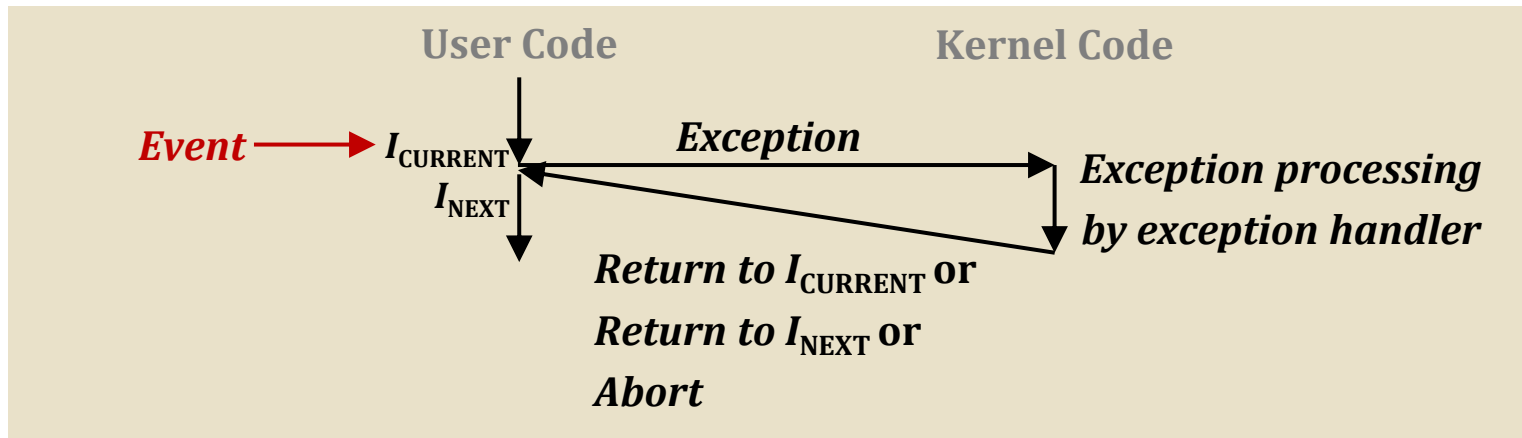 User Code Kernel Code
Event I_CURRENT Exception
I_NEXT
Exception processing
by exception handler
Return to I_CURRENT or
Return to I_NEXT or
Abort